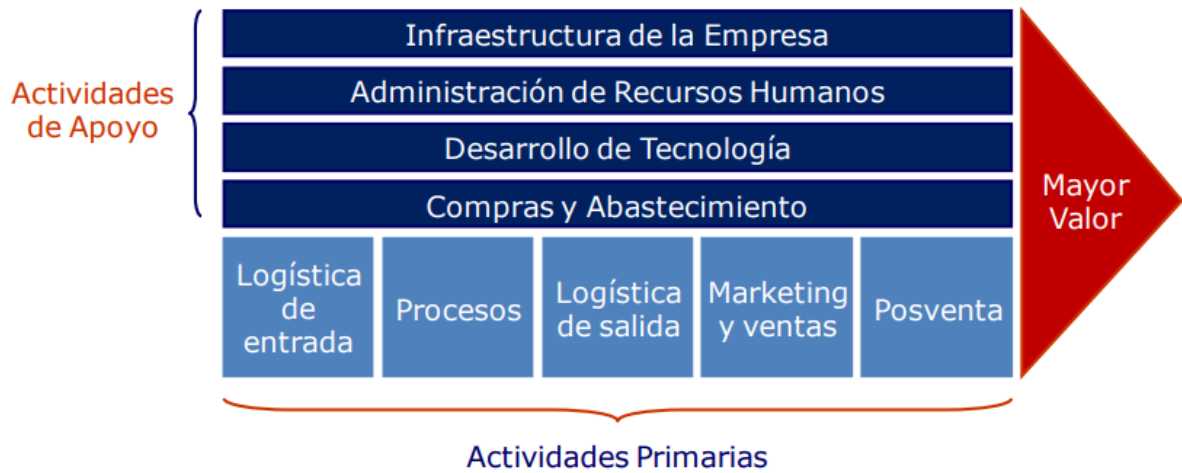 Actividades
de Apoyo
Infraestructura de la Empresa
Administración de Recursos Humanos
Desarrollo de Tecnología
Compras y Abastecimiento
Logística
de
entrada
Procesos
Logística
de salida
Marketing
y ventas
Posventa
Mayor
Valor
Actividades Primarias